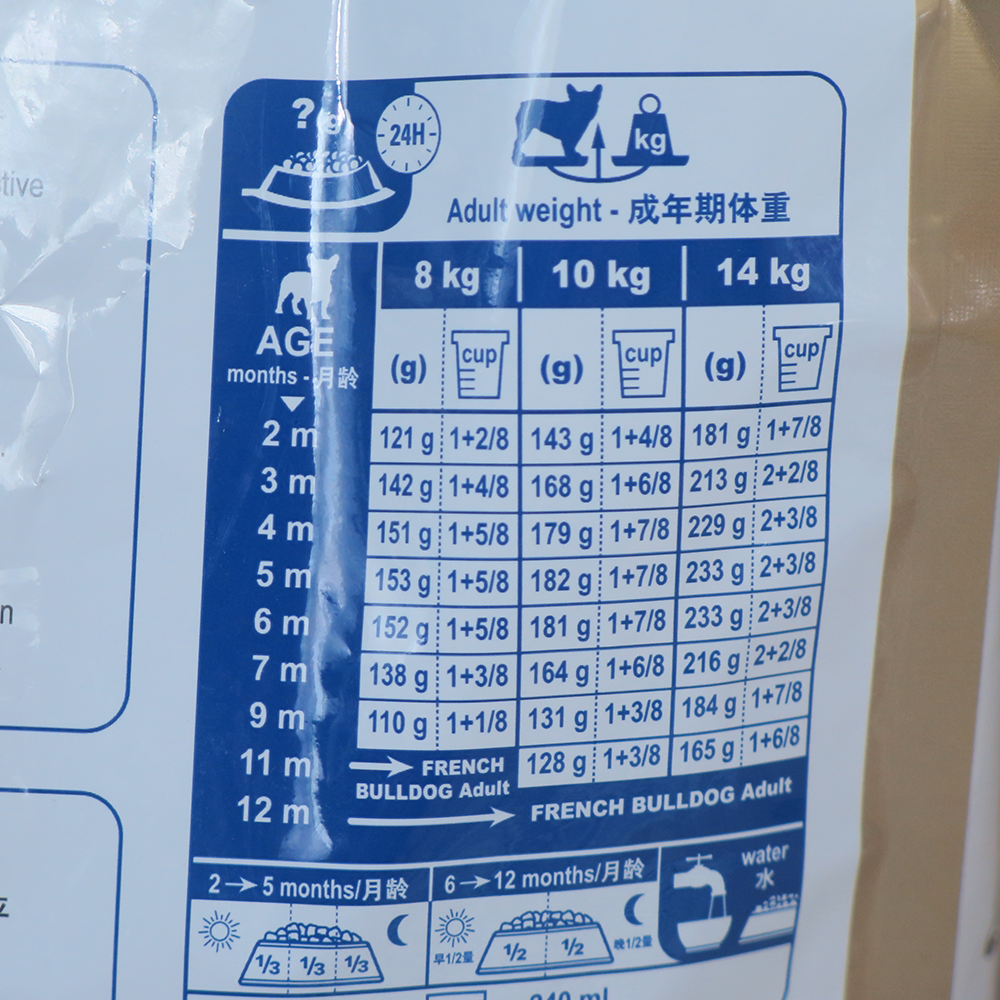 tive
n
? g
24H
kg
Adult weight - 成年期体重
8 kg 10 kg 14 kg
AGE
months - 月龄
(g) cup (g) cup (g) cup
2 m 121 g 1+2/8 143 g 1+4/8 181 g 1+7/8
3 m 142 g 1+4/8 168 g 1+6/8 213 g 2+2/8
4 m 151 g 1+5/8 179 g 1+7/8 229 g 2+3/8
5 m 153 g 1+5/8 182 g 1+7/8 233 g 2+3/8
6 m 152 g 1+5/8 181 g 1+7/8 233 g 2+3/8
7 m 138 g 1+3/8 164 g 1+6/8 216 g 2+2/8
9 m 110 g 1+1/8 131 g 1+3/8 184 g 1+7/8
11 m → FRENCH BULLDOG Adult 128 g 1+3/8 165 g 1+6/8
12 m → FRENCH BULLDOG Adult
2→5 months/月龄 6→12 months/月龄 water
水
早1/2量 晚1/2量
1/3 1/3 1/3 1/2 1/2
240 ml